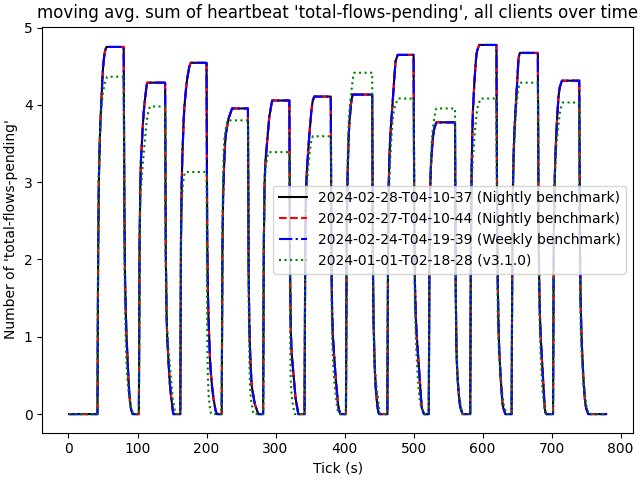 moving avg. sum of heartbeat 'total-flows-pending', all clients over time
Number of 'total-flows-pending'
5
4
3
2
1
0
2024-02-28-T04-10-37 (Nightly benchmark)
2024-02-27-T04-10-44 (Nightly benchmark)
2024-02-24-T04-19-39 (Weekly benchmark)
2024-01-01-T02-18-28 (v3.1.0)
0 100 200 300 400 500 600 700 800
Tick (s)